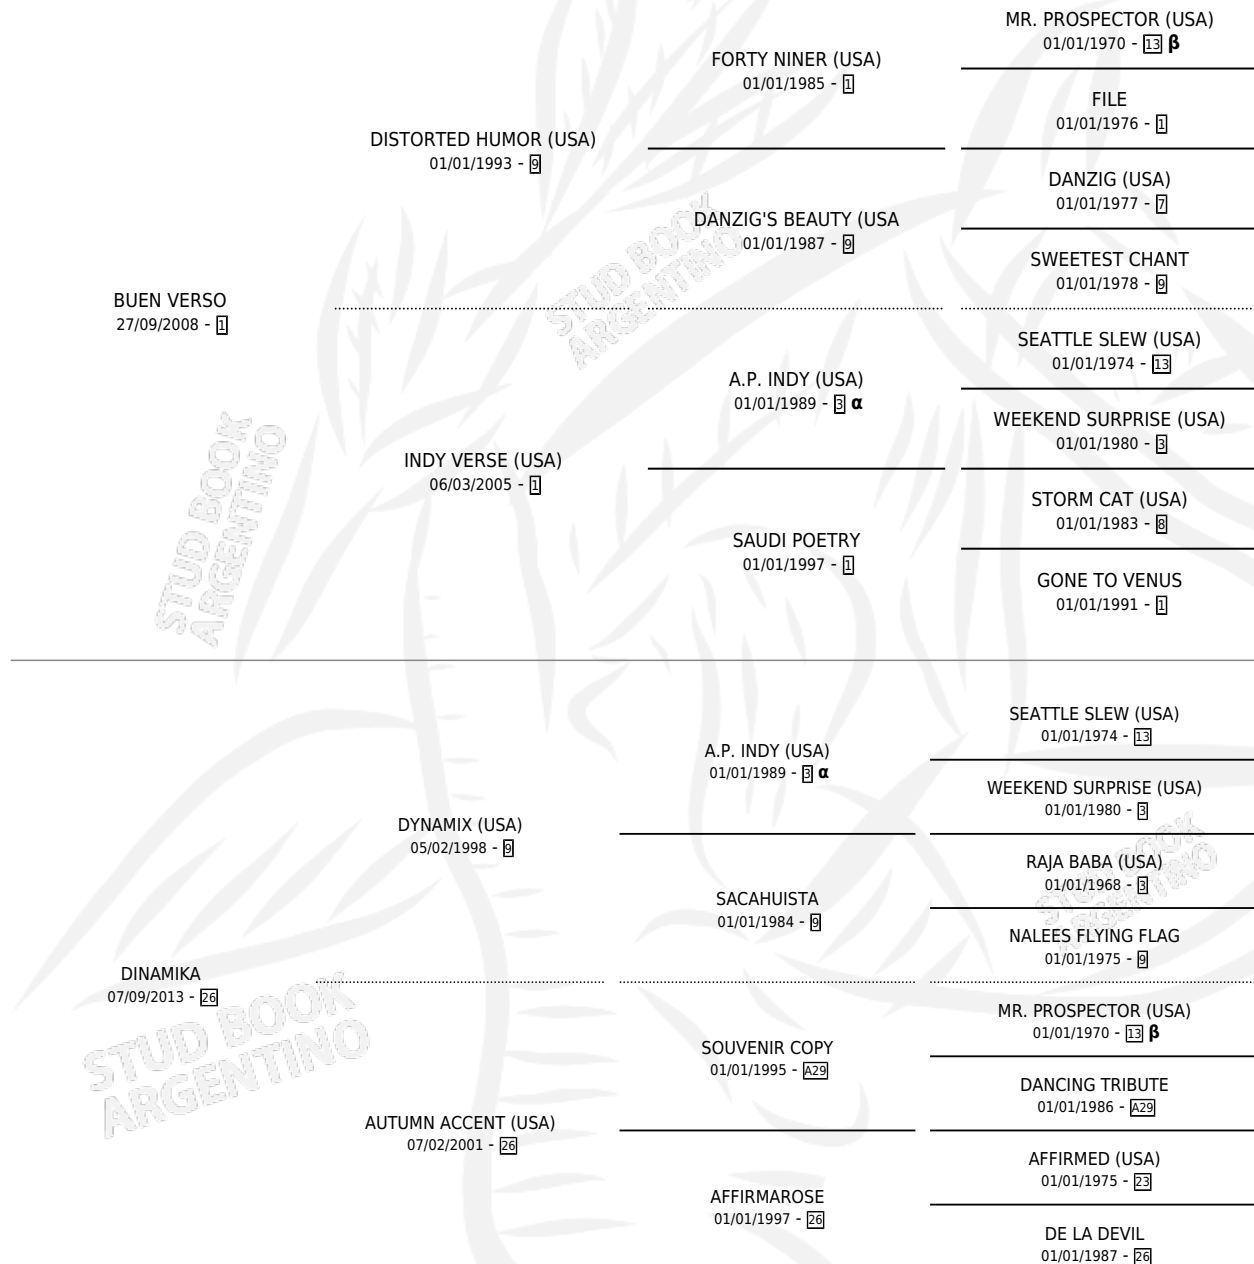 MR. PROSPECTOR (USA)
01/01/1970 - 13 β
FORTY NINER (USA)
01/01/1985 - 1
FILE
01/01/1976 - 1
DISTORTED HUMOR (USA)
01/01/1993 - 9
DANZIG (USA)
01/01/1977 - 7
DANZIG'S BEAUTY (USA
01/01/1987 - 9
SWEETEST CHANT
01/01/1978 - 9
BUEN VERSO
27/09/2008 - 1
SEATTLE SLEW (USA)
01/01/1974 - 13
A.P. INDY (USA)
01/01/1989 - 3 α
WEEKEND SURPRISE (USA)
01/01/1980 - 3
INDY VERSE (USA)
06/03/2005 - 1
STORM CAT (USA)
01/01/1983 - 8
SAUDI POETRY
01/01/1997 - 1
GONE TO VENUS
01/01/1991 - 1
SEATTLE SLEW (USA)
01/01/1974 - 13
A.P. INDY (USA)
01/01/1989 - 3 α
WEEKEND SURPRISE (USA)
01/01/1980 - 3
DYNAMIX (USA)
05/02/1998 - 9
RAJA BABA (USA)
01/01/1968 - 3
SACAHUISTA
01/01/1984 - 9
NALEES FLYING FLAG
01/01/1975 - 9
DINAMIKA
07/09/2013 - 26
MR. PROSPECTOR (USA)
01/01/1970 - 13 β
SOUVENIR COPY
01/01/1995 - A29
DANCING TRIBUTE
01/01/1986 - A29
AUTUMN ACCENT (USA)
07/02/2001 - 26
AFFIRMED (USA)
01/01/1975 - 23
AFFIRMAROSE
01/01/1997 - 26
DE LA DEVIL
01/01/1987 - 26
STUD BOOK
ARGENTINO
STUD BOOK
ARGENTINO
STUD BOOK
ARGENTINO
STUD BOOK
ARGENTINO